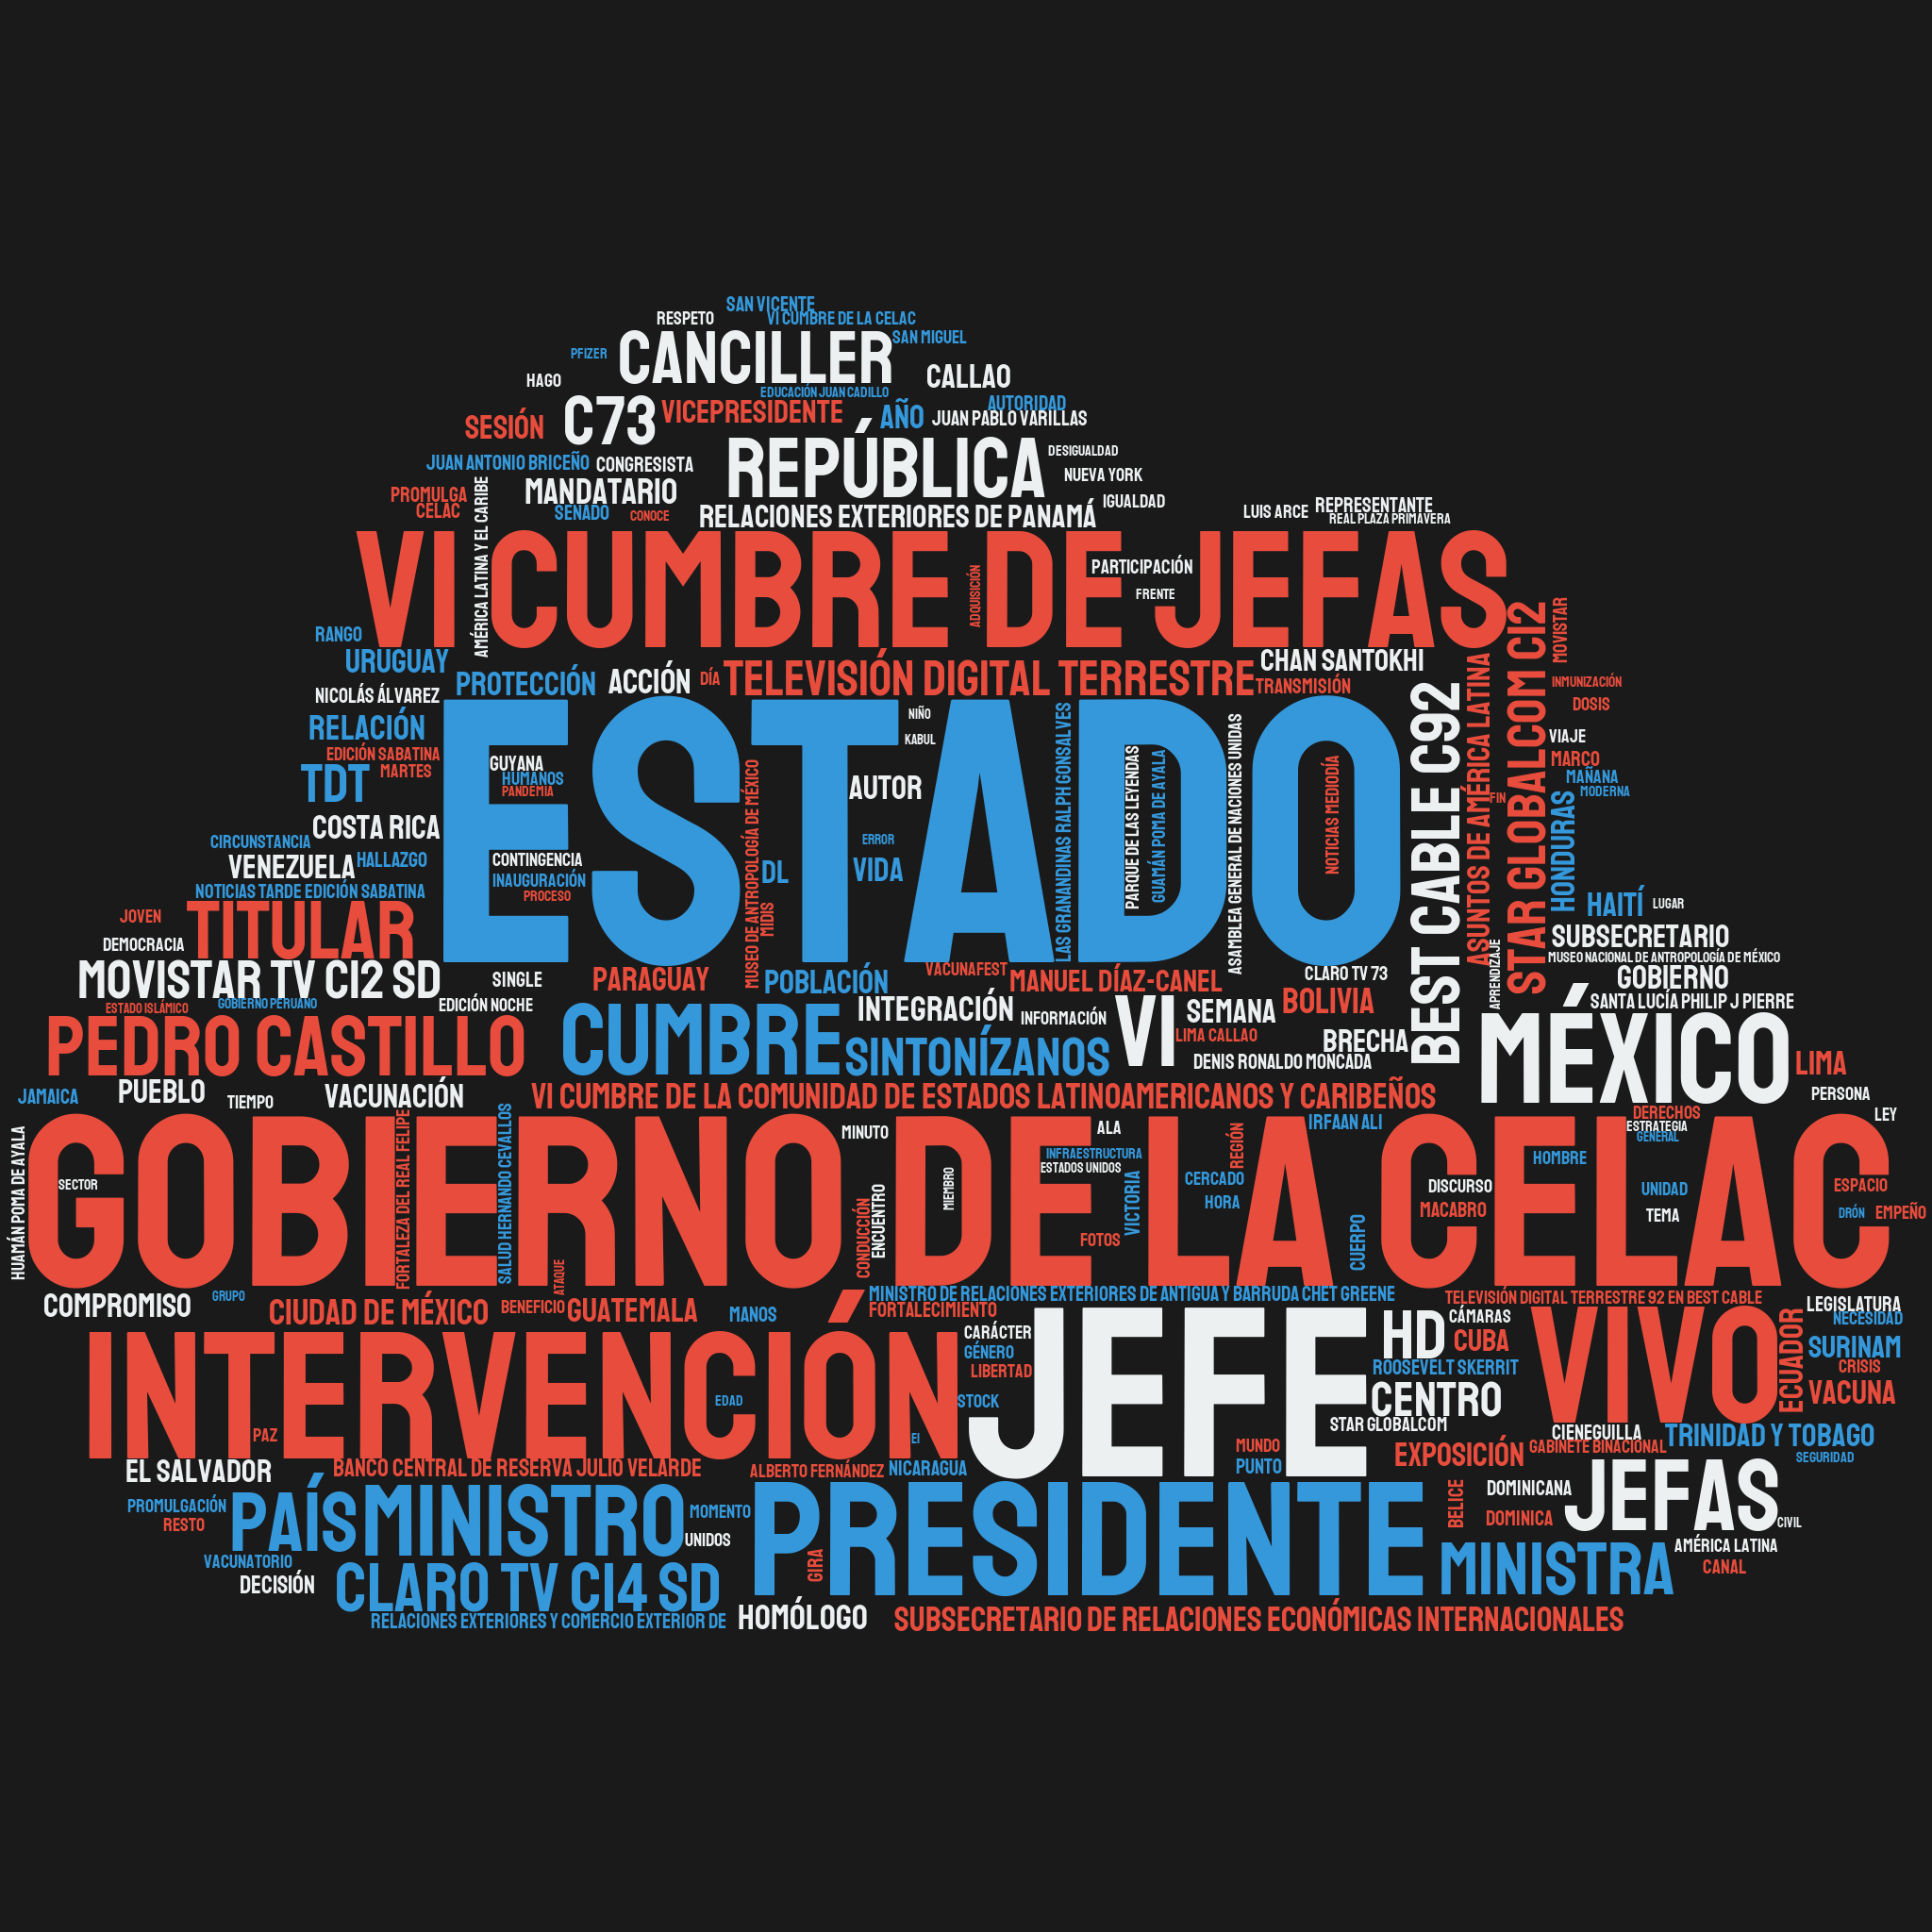 SAN VICENTE
RESPETO
VI CUMBRE DE LA CELAC
CANCILLER
SAN MIGUEL
PFIZER
HAGO
CALLAO
EDUCACIÓN JUAN CADILLO
C73
VICEPRESIDENTE
AÑO
AUTORIDAD
JUAN PABLO VARILLAS
SESIÓN
REPÚBLICA
DESIGUALDAD
JUAN ANTONIO BRICEÑO
CONGRESISTA
NUEVA YORK
MANDATARIO
PROMULGA
IGUALDAD
CELAC
SENADO
CONOCE
RELACIONES EXTERIORES DE PANAMÁ
LUIS ARCE
REPRESENTANTE
REAL PLAZA PRIMAVERA
AMÉRICA LATINA Y EL CARIBE
VI CUMBRE DE JEFAS
PARTICIPACIÓN
ADQUISICIÓN
FRENTE
RANGO
URUGUAY
PROTECCIÓN
ACCIÓN
DÍA
TELEVISIÓN DIGITAL TERRESTRE
CHAN SANTOKHI
TRANSMISIÓN
STAR GLOBALCOM C12
MOVISTAR
INMUNIZACIÓN
DOSIS
NICOLÁS ÁLVAREZ
RELACIÓN
ESTADO
NIÑO
KABUL
BEST CABLE C92
ASUNTOS DE AMÉRICA LATINA
VIAJE
MARCO
EDICIÓN SABATINA
TDT
MARTES
GUYANA
HUMANOS
PANDEMIA
AUTOR
MUSEO DE ANTROPOLOGÍA DE MÉXICO
LAS GRANANDINAS RALPH GONSALVES
PARQUE DE LAS LEYENDAS
GUAMÁN POMA DE AYALA
ASAMBLEA GENERAL DE NACIONES UNIDAS
NOTICIAS MEDIODÍA
MAÑANA
MODERNA
FIN
HONDURAS
COSTA RICA
CIRCUNSTANCIA
ERROR
VENEZUELA
HALLAZGO
CONTINGENCIA
INAUGURACIÓN
PROCESO
DL
VIDA
MIDIS
NOTICIAS TARDE EDICIÓN SABATINA
HAITÍ
LUGAR
JOVEN
TITULAR
DEMOCRACIA
SUBSECRETARIO
APRENDIZAJE
MUSEO NACIONAL DE ANTROPOLOGÍA DE MÉXICO
MOVISTAR TV C12 SD
SINGLE
PARAGUAY
POBLACIÓN
VACUNAFEST
MANUEL DÍAZ-CANEL
CLARO TV 73
GOBIERNO
ESTADO ISLÁMICO
GOBIERNO PERUANO
EDICIÓN NOCHE
INTEGRACIÓN
INFORMACIÓN
VI
SEMANA
BOLIVIA
SANTA LUCÍA PHILIP J PIERRE
PEDRO CASTILLO
CUMBRE
SINTONÍZANOS
LIMA CALLAO
BRECHA
MÉXICO
LIMA
DENIS RONALDO MONCADA
JAMAICA
PUEBLO
TIEMPO
VACUNACIÓN
VI CUMBRE DE LA COMUNIDAD DE ESTADOS LATINOAMERICANOS Y CARIBEÑOS
PERSONA
DERECHOS
LEY
ESTRATEGIA
GENERAL
GOBIERNO DE LA CELAC
HUAMÁN POMA DE AYALA
SECTOR
FORTALEZA DEL REAL FELIPE
SALUD HERNANDO CEVALLOS
MINUTO
ALA
IRFAAN ALI
INFRAESTRUCTURA
ESTADOS UNIDOS
REGIÓN
HOMBRE
MIEMBRO
VICTORIA
CERCADO
HORA
DISCURSO
MACABRO
UNIDAD
TEMA
ESPACIO
DRÓN
EMPEÑO
CONDUCCIÓN
ENCUENTRO
FOTOS
CUERPO
ATAQUE
COMPROMISO
GRUPO
CIUDAD DE MÉXICO
BENEFICIO
GUATEMALA
MANOS
MINISTRO DE RELACIONES EXTERIORES DE ANTIGUA Y BARRUDA CHET GREENE
FORTALECIMIENTO
TELEVISIÓN DIGITAL TERRESTRE 92 EN BEST CABLE
LEGISLATURA
NECESIDAD
INTERVENCIÓN
CARÁCTER
GÉNERO
LIBERTAD
STOCK
JEFE
HD
CÁMARAS
CUBA
ROOSEVELT SKERRIT
VIVO
ECUADOR
SURINAM
CRISIS
VACUNA
EDAD
CENTRO
STAR GLOBALCOM
PAZ
EI
CIENEGUILLA
TRINIDAD Y TOBAGO
MUNDO
PUNTO
EXPOSICIÓN
GABINETE BINACIONAL
SEGURIDAD
EL SALVADOR
BANCO CENTRAL DE RESERVA JULIO VELARDE
ALBERTO FERNÁNDEZ
NICARAGUA
PROMULGACIÓN
RESTO
PAÍS
MINISTRO
MOMENTO
UNIDOS
PRESIDENTE
GIRA
BELICE
DOMINICANA
DOMINICA
JEFAS
CIVIL
VACUNATORIO
DECISIÓN
CLARO TV C14 SD
MINISTRA
AMÉRICA LATINA
CANAL
RELACIONES EXTERIORES Y COMERCIO EXTERIOR DE
HOMÓLOGO
SUBSECRETARIO DE RELACIONES ECONÓMICAS INTERNACIONALES